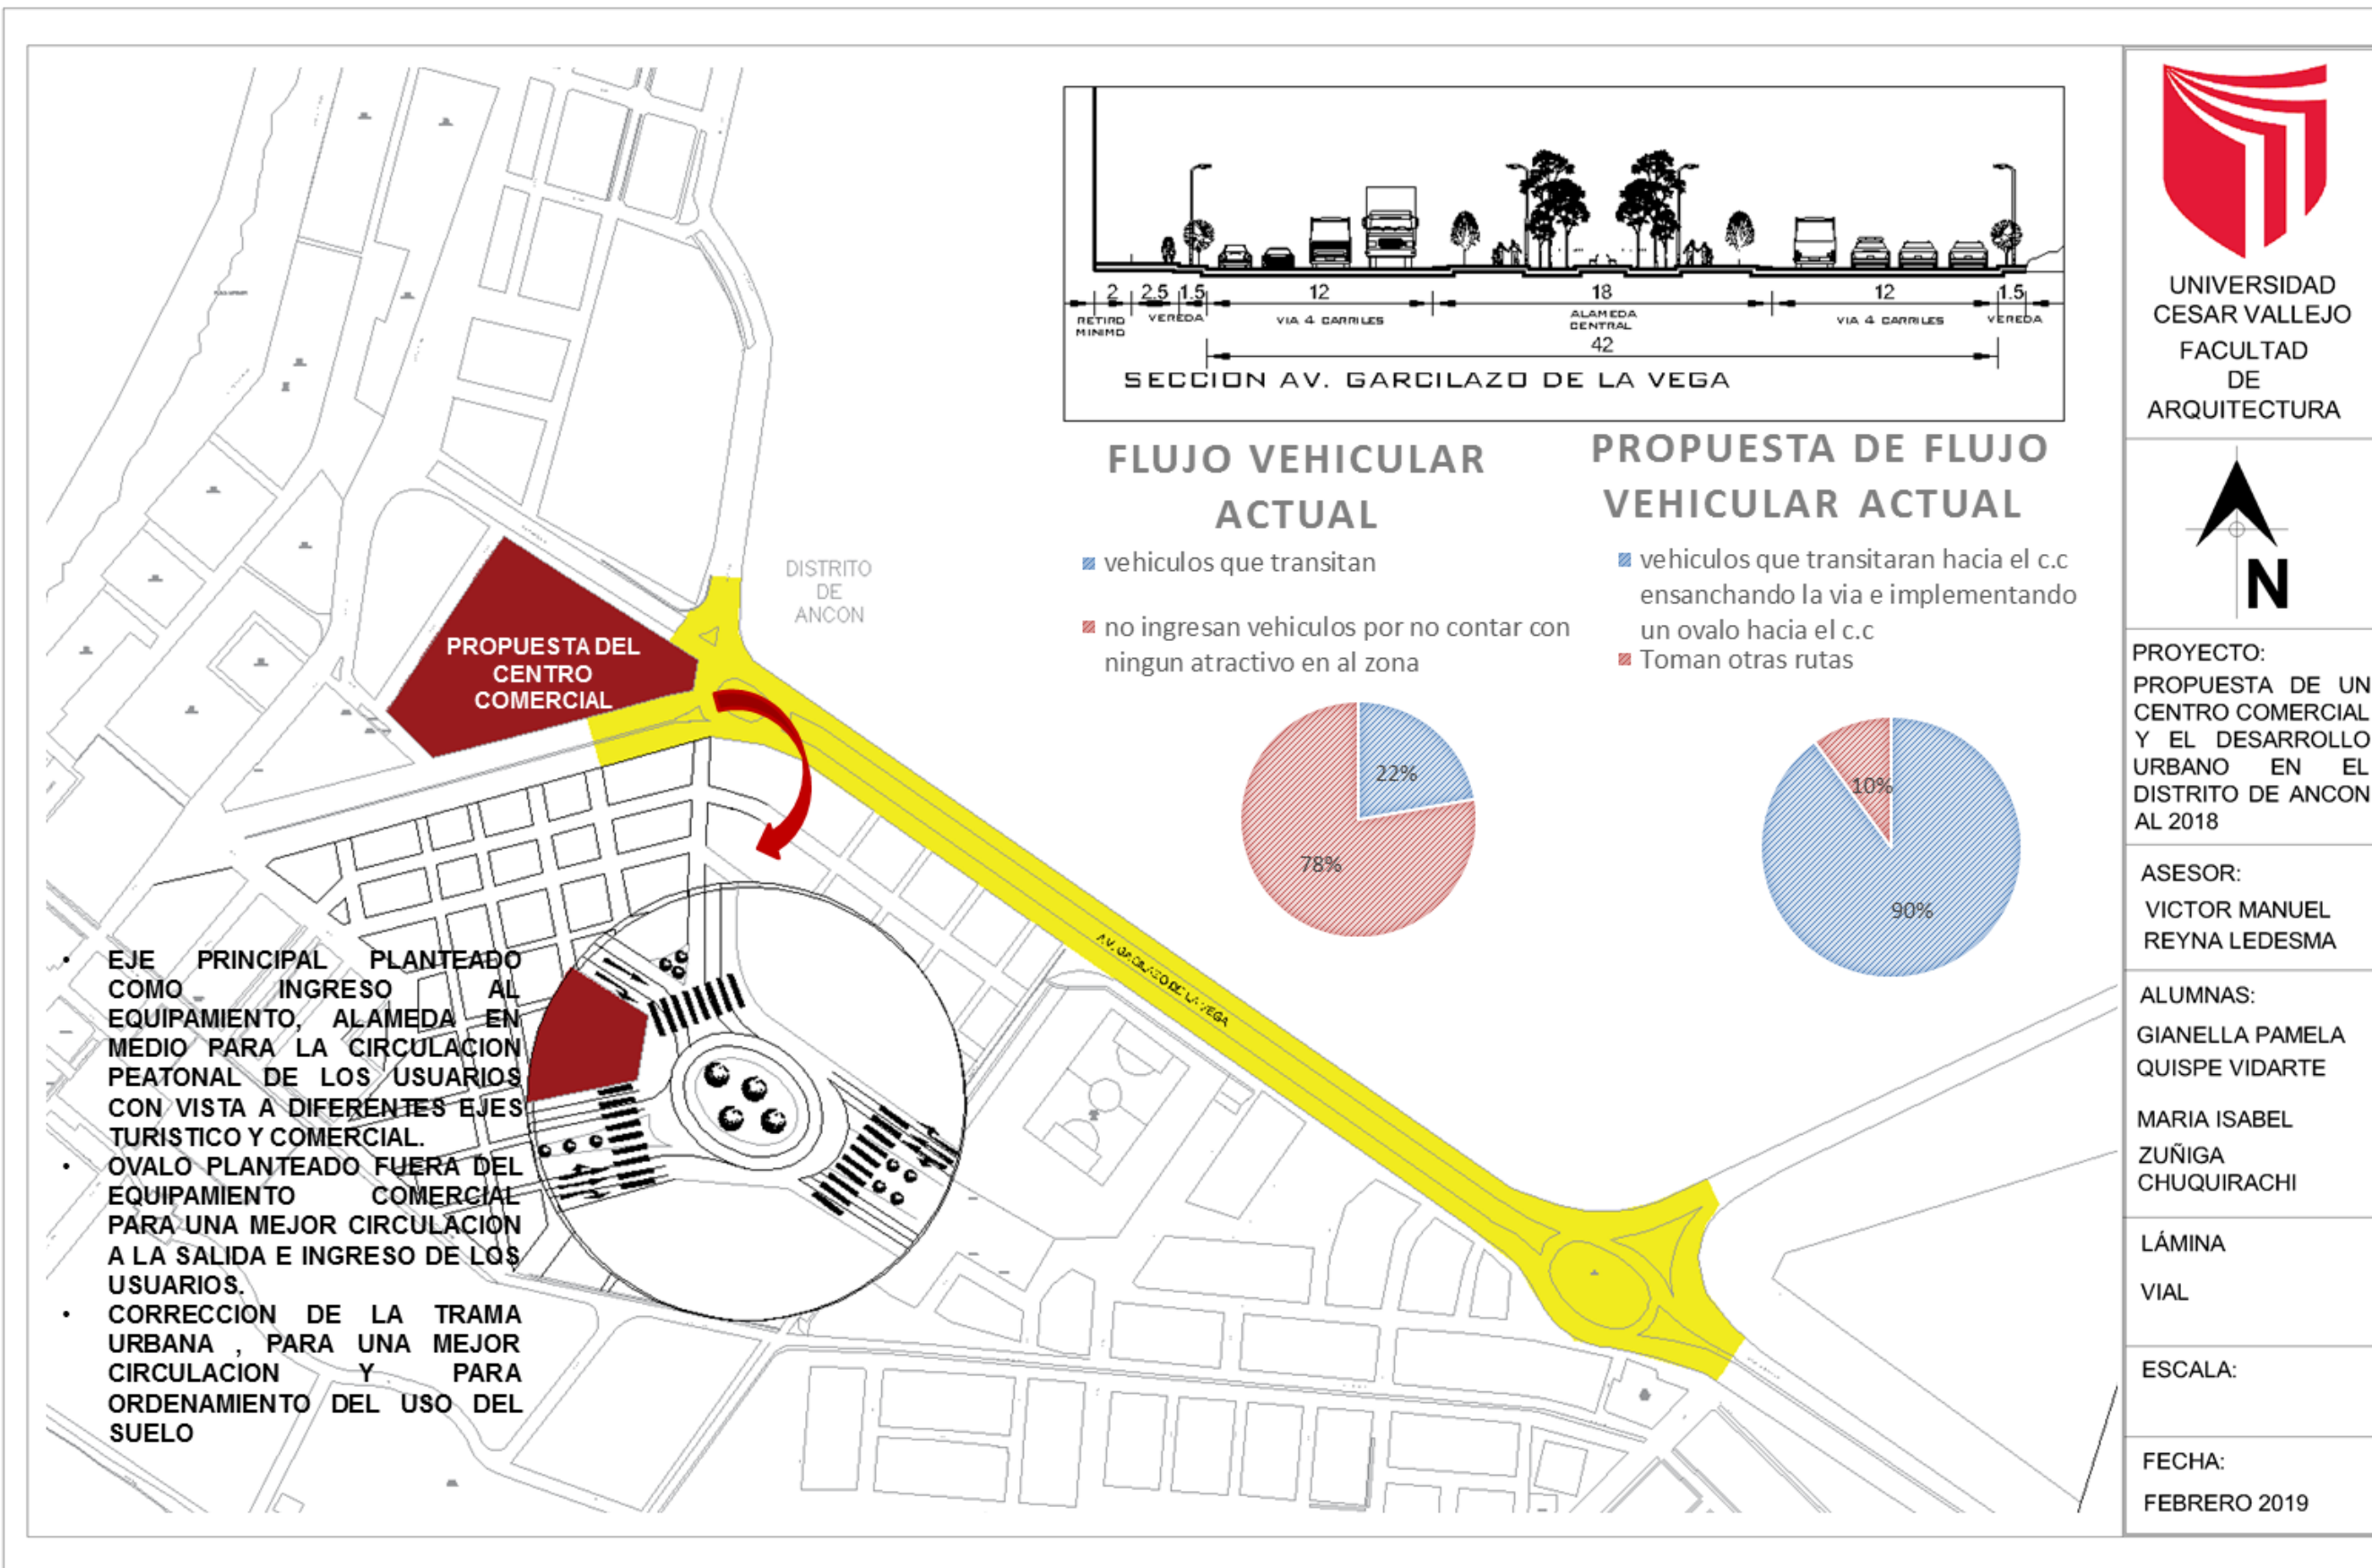 2
2.5
1.5
12
18
12
1.5
RETIRO
MINIMO
VEREDA
VIA 4 CARRILES
ALAMEDA
CENTRAL
VIA 4 CARRILES
VEREDA
42
SECCION AV. GARCILAZO DE LA VEGA
FLUJO VEHICULAR
ACTUAL
vehiculos que transitan
no ingresan vehiculos por no contar con
ningun atractivo en al zona
22%
78%
PROPUESTA DE FLUJO
VEHICULAR ACTUAL
vehiculos que transitaran hacia el c.c
ensanchando la via e implementando
un ovalo hacia el c.c
Toman otras rutas
10%
90%
DISTRITO
DE
ANCON
PROPUESTA DEL
CENTRO
COMERCIAL
• EJE PRINCIPAL PLANTEADO
COMO INGRESO AL
EQUIPAMIENTO, ALAMEDA EN
MEDIO PARA LA CIRCULACION
PEATONAL DE LOS USUARIOS
CON VISTA A DIFERENTES EJES
TURISTICO Y COMERCIAL.
• OVALO PLANTEADO FUERA DEL
EQUIPAMIENTO COMERCIAL
PARA UNA MEJOR CIRCULACION
A LA SALIDA E INGRESO DE LOS
USUARIOS.
• CORRECCION DE LA TRAMA
URBANA , PARA UNA MEJOR
CIRCULACION Y PARA
ORDENAMIENTO DEL USO DEL
SUELO
DE LA VEGA
UNIVERSIDAD
CESAR VALLEJO
FACULTAD
DE
ARQUITECTURA
N
PROYECTO:
PROPUESTA DE UN
CENTRO COMERCIAL
Y EL DESARROLLO
URBANO EN EL
DISTRITO DE ANCON
AL 2018
ASESOR:
VICTOR MANUEL
REYNA LEDESMA
ALUMNAS:
GIANELLA PAMELA
QUISPE VIDARTE
MARIA ISABEL
ZUÑIGA
CHUQUIRACHI
LÁMINA
VIAL
ESCALA:
FECHA:
FEBRERO 2019